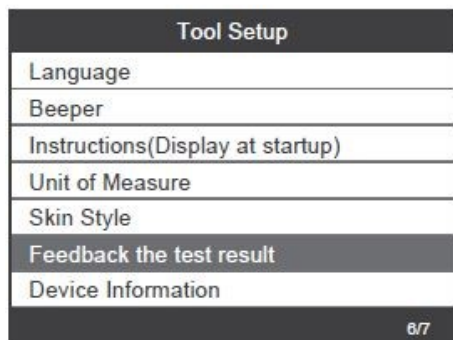 Tool Setup
Language
Beeper
Instructions(Display at startup)
Unit of Measure
Skin Style
Feedback the test result
Device Information
6/7